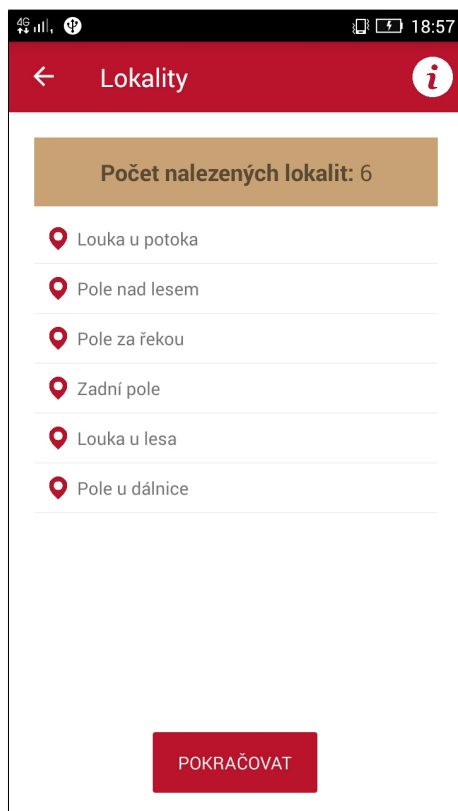 4G 18:57
Lokality i
Počet nalezených lokalit: 6
Louka u potoka
Pole nad lesem
Pole za řekou
Zadní pole
Louka u lesa
Pole u dálnice
POKRAČOVAT